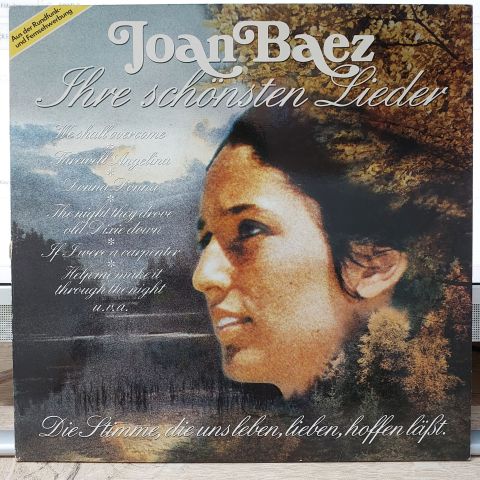 Aus der Rundfunk-
und Fernsehwerbung
Joan Baez
Ihre schönsten Lieder
We shall overcome
*
Farewell Angelina
*
Donna Donna
*
The night they drove
old Dixie down
*
If I were a carpenter
*
Help me make it
through the night
u.v.a.
Die Stimme, die uns leben, lieben, hoffen läßt.